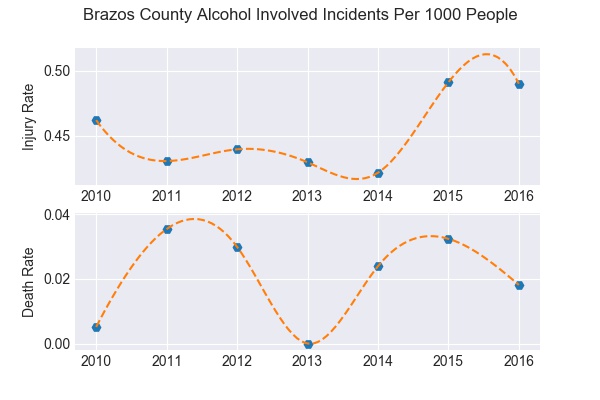 Brazos County Alcohol Involved Incidents Per 1000 People
Injury Rate
0.50
0.45
2010 2011 2012 2013 2014 2015 2016
Death Rate
0.04
0.02
0.00
2010 2011 2012 2013 2014 2015 2016